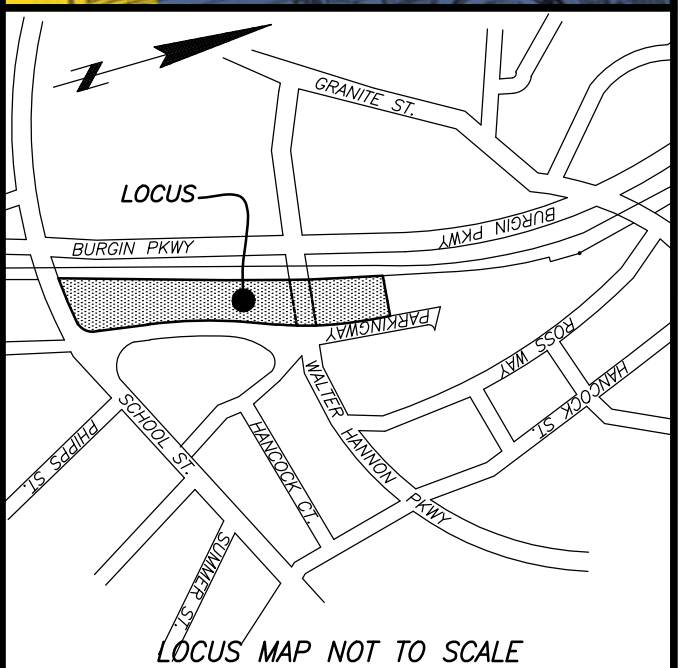 N
GRANITE ST.
LOCUS
BURGIN PKWY
BURGIN PKWY
PARKINGWAY
ROSS WAY
HANCOCK ST.
WALTER HANNON PKWY
SCHOOL ST.
PHIPPS ST.
HANCOCK CT.
SUMMER ST.
LOCUS MAP NOT TO SCALE